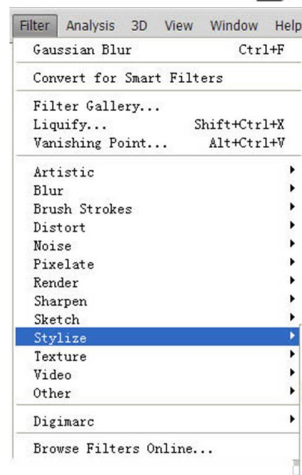 Filter Analysis 3D View Window Help
Gaussian Blur Ctrl+F
Convert for Smart Filters
Filter Gallery...
Liquify... Shift+Ctrl+X
Vanishing Point... Alt+Ctrl+V
Artistic
Blur
Brush Strokes
Distort
Noise
Pixelate
Render
Sharpen
Sketch
Stylize
Texture
Video
Other
Digimarc
Browse Filters Online...